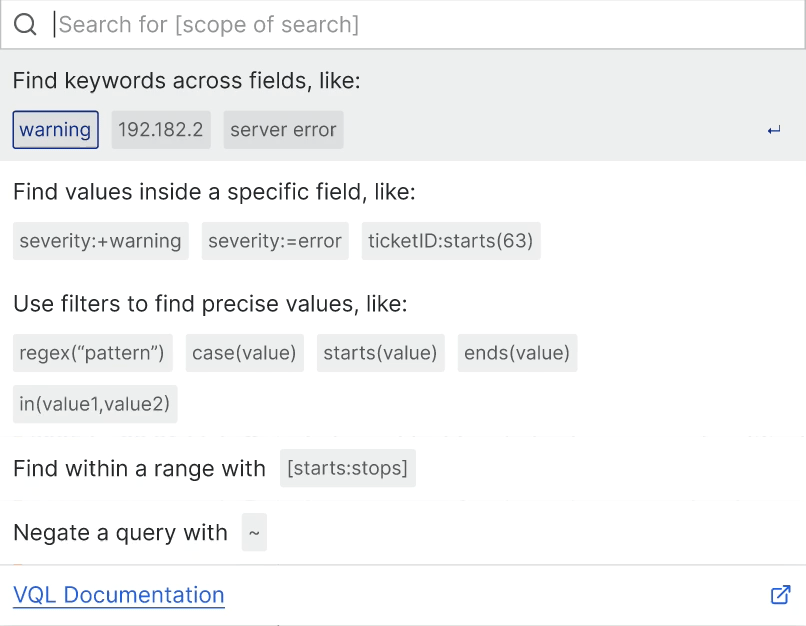 Search for [scope of search]
Find keywords across fields, like:
warning 192.182.2 server error
Find values inside a specific field, like:
severity:+warning severity:=error ticketID:starts(63)
Use filters to find precise values, like:
regex(“pattern”) case(value) starts(value) ends(value)
in(value1,value2)
Find within a range with [starts:stops]
Negate a query with ~
VQL Documentation